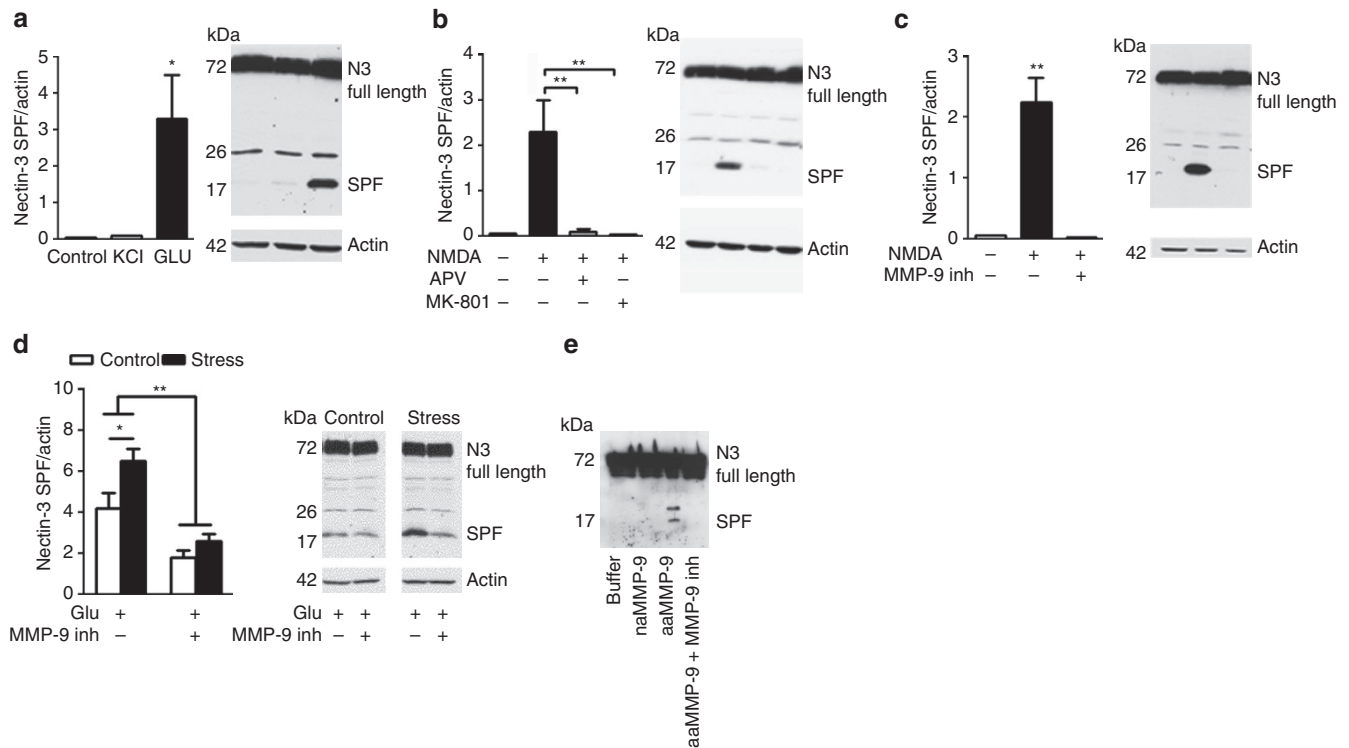 a
Nectin-3 SPF/actin
5
4
3
2
1
0
*
Control KCl GLU
kDa
72
26
17
42
N3
full length
SPF
Actin
b
Nectin-3 SPF/actin
4
3
2
1
0
**
**
NMDA – + + +
APV – – + –
MK-801 – – – +
kDa
72
26
17
42
N3
full length
SPF
Actin
c
Nectin-3 SPF/actin
3
2
1
0
**
NMDA – + +
MMP-9 inh – – +
kDa
72
26
17
42
N3
full length
SPF
Actin
d
Control Stress
Nectin-3 SPF/actin
10
8
6
4
2
0
**
*
Glu + +
MMP-9 inh – +
kDa Control Stress
72
26
17
42
N3
full length
SPF
Actin
Glu + + + +
MMP-9 inh – + – +
e
kDa
72
17
N3
full length
SPF
Buffer
naMMP-9
aaMMP-9
aaMMP-9 + MMP-9 inh